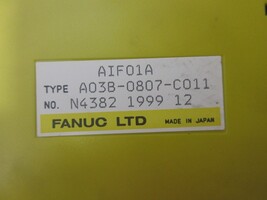 AIF01A
TYPE A03B-0807-C011
NO. N4382 1999 12
FANUC LTD MADE IN JAPAN